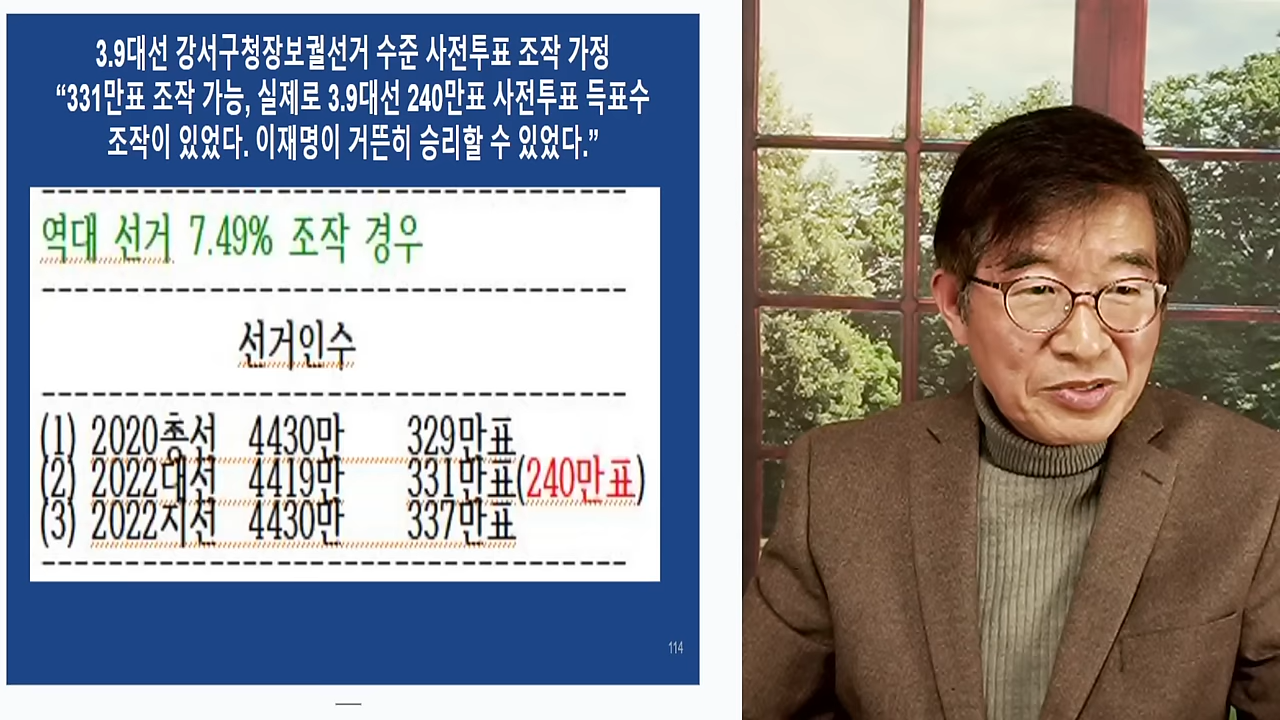 3.9대선 강서구청장보궐선거 수준 사전투표 조작 가정
“331만표 조작 가능, 실제로 3.9대선 240만표 사전투표 득표수
조작이 있었다. 이재명이 거뜬히 승리할 수 있었다.”
역대 선거 7.49% 조작 경우
선거인수
(1) 2020총선 4430만 329만표
(2) 2022대선 4419만 331만표(240만표)
(3) 2022지선 4430만 337만표
114